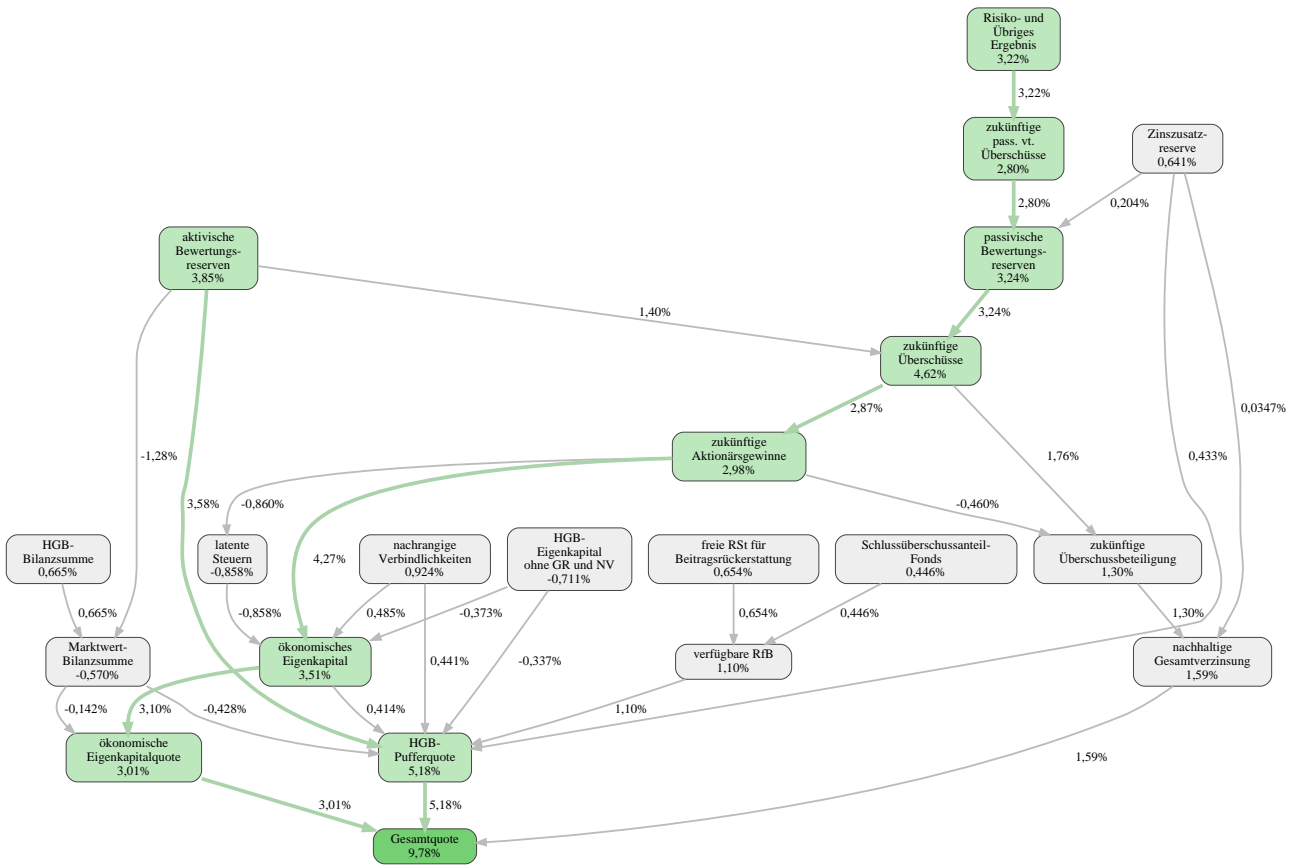 Risiko- und
Übriges
Ergebnis
3,22%
3,22%
zukünftige
pass. vt.
Überschüsse
2,80%
Zinszusatz-
reserve
0,641%
2,80%
0,204%
aktivische
Bewertungs-
reserven
3,85%
passivische
Bewertungs-
reserven
3,24%
1,40%
3,24%
zukünftige
Überschüsse
4,62%
2,87%
0,0347%
zukünftige
Aktionärsgewinne
2,98%
-1,28%
1,76%
0,433%
3,58%
-0,860%
-0,460%
HGB-
Bilanzsumme
0,665%
latente
Steuern
-0,858%
4,27%
nachrangige
Verbindlichkeiten
0,924%
HGB-
Eigenkapital
ohne GR und NV
-0,711%
freie RSt für
Beitragsrückerstattung
0,654%
Schlussüberschussanteil-
Fonds
0,446%
zukünftige
Überschussbeteiligung
1,30%
0,665%
-0,858%
0,485%
-0,373%
0,654%
0,446%
1,30%
Marktwert-
Bilanzsumme
-0,570%
ökonomisches
Eigenkapital
3,51%
0,441%
-0,337%
verfügbare RfB
1,10%
nachhaltige
Gesamtverzinsung
1,59%
-0,142%
3,10%
-0,428%
0,414%
1,10%
ökonomische
Eigenkapitalquote
3,01%
HGB-
Pufferquote
5,18%
1,59%
3,01%
5,18%
Gesamtquote
9,78%